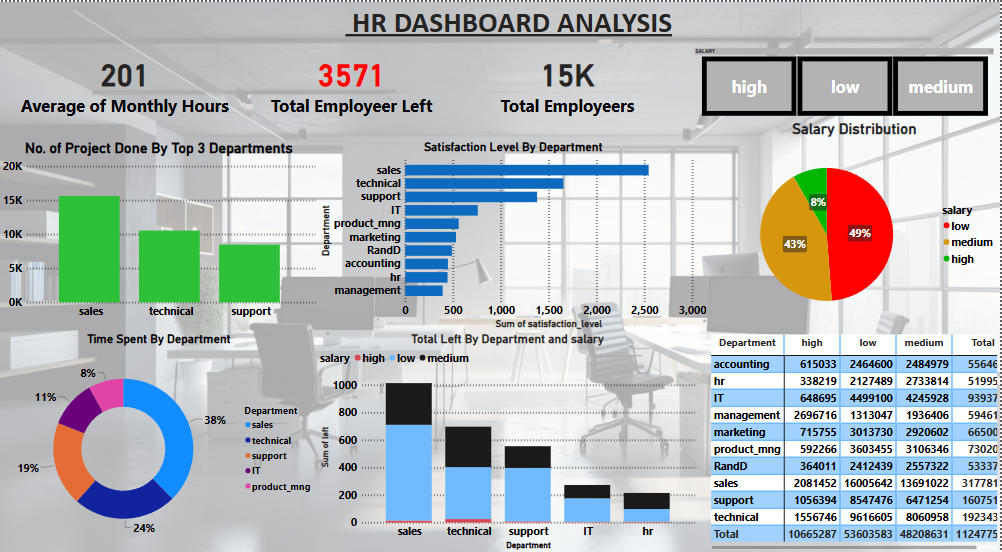 HR DASHBOARD ANALYSIS
201
Average of Monthly Hours
3571
Total Employeer Left
15K
Total Employeers
SALARY
high low medium
No. of Project Done By Top 3 Departments
20K
15K
10K
5K
0K
sales technical support
Satisfaction Level By Department
Department
sales
technical
support
IT
product_mng
marketing
RandD
accounting
hr
management
0 500 1,000 1,500 2,000 2,500 3,000
Sum of satisfaction_level
Salary Distribution
8%
43%
49%
salary
low
medium
high
Time Spent By Department
8%
11%
19%
38%
24%
Department
sales
technical
support
IT
product_mng
Total Left By Department and salary
salary high low medium
Sum of left
1000
800
600
400
200
0
sales technical support IT hr
Department
Department high low medium Total
accounting 615033 2464600 2484979 55646
hr 338219 2127489 2733814 51995
IT 648695 4499100 4245928 93937
management 2696716 1313047 1936406 59461
marketing 715755 3013730 2920602 66500
product_mng 592266 3603455 3106346 73020
RandD 364011 2412439 2557322 53337
sales 2081452 16005642 13691022 317781
support 1056394 8547476 6471254 160751
technical 1556746 9616605 8060958 192343
Total 10665287 53603583 48208631 1124775